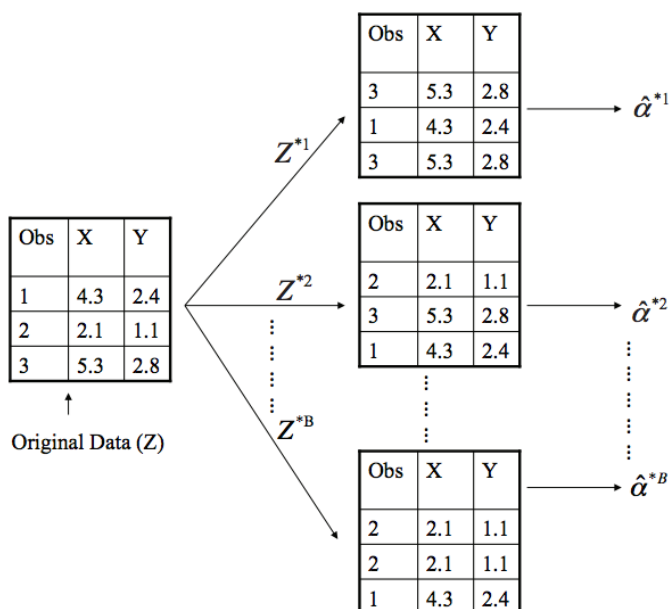 Obs X Y
3 5.3 2.8
1 4.3 2.4
3 5.3 2.8
α̂*1
Z*1
Obs X Y
1 4.3 2.4
2 2.1 1.1
3 5.3 2.8
Original Data (Z)
Z*2
Obs X Y
2 2.1 1.1
3 5.3 2.8
1 4.3 2.4
α̂*2
Z*B
Obs X Y
2 2.1 1.1
2 2.1 1.1
1 4.3 2.4
α̂*B